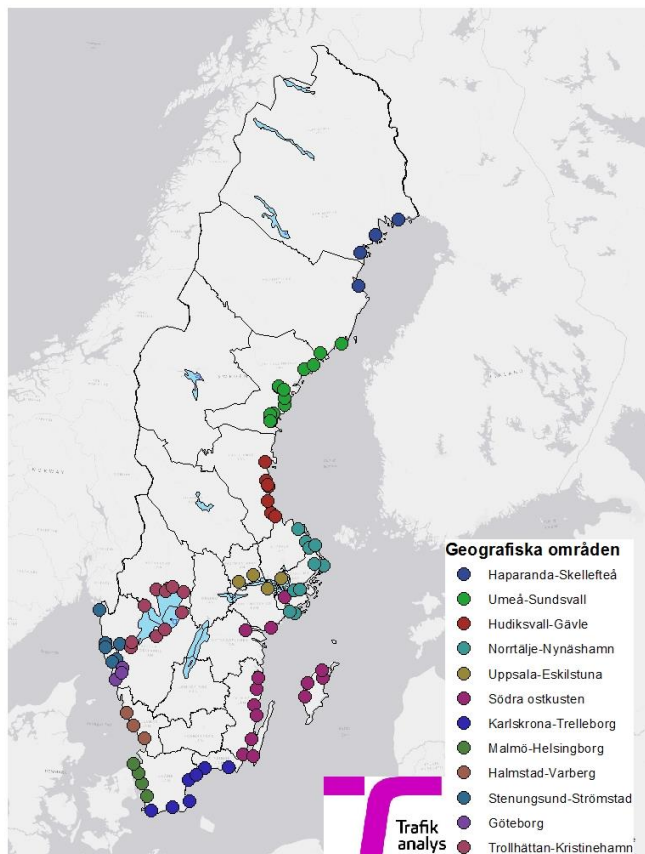 Geografiska områden
Haparanda-Skellefteå
Umeå-Sundsvall
Hudiksvall-Gävle
Norrtälje-Nynäshamn
Uppsala-Eskilstuna
Södra ostkusten
Karlskrona-Trelleborg
Malmö-Helsingborg
Halmstad-Varberg
Stenungsund-Strömstad
Göteborg
Trollhättan-Kristinehamn
Trafik
analys